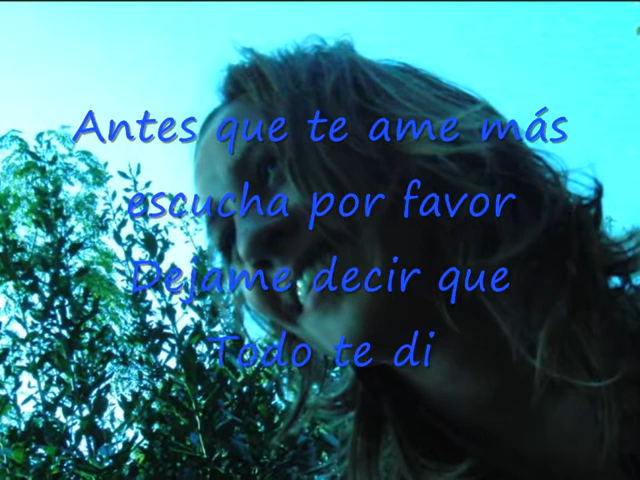 Antes que te ame más
escucha por favor
Dejame decir que
Todo te di